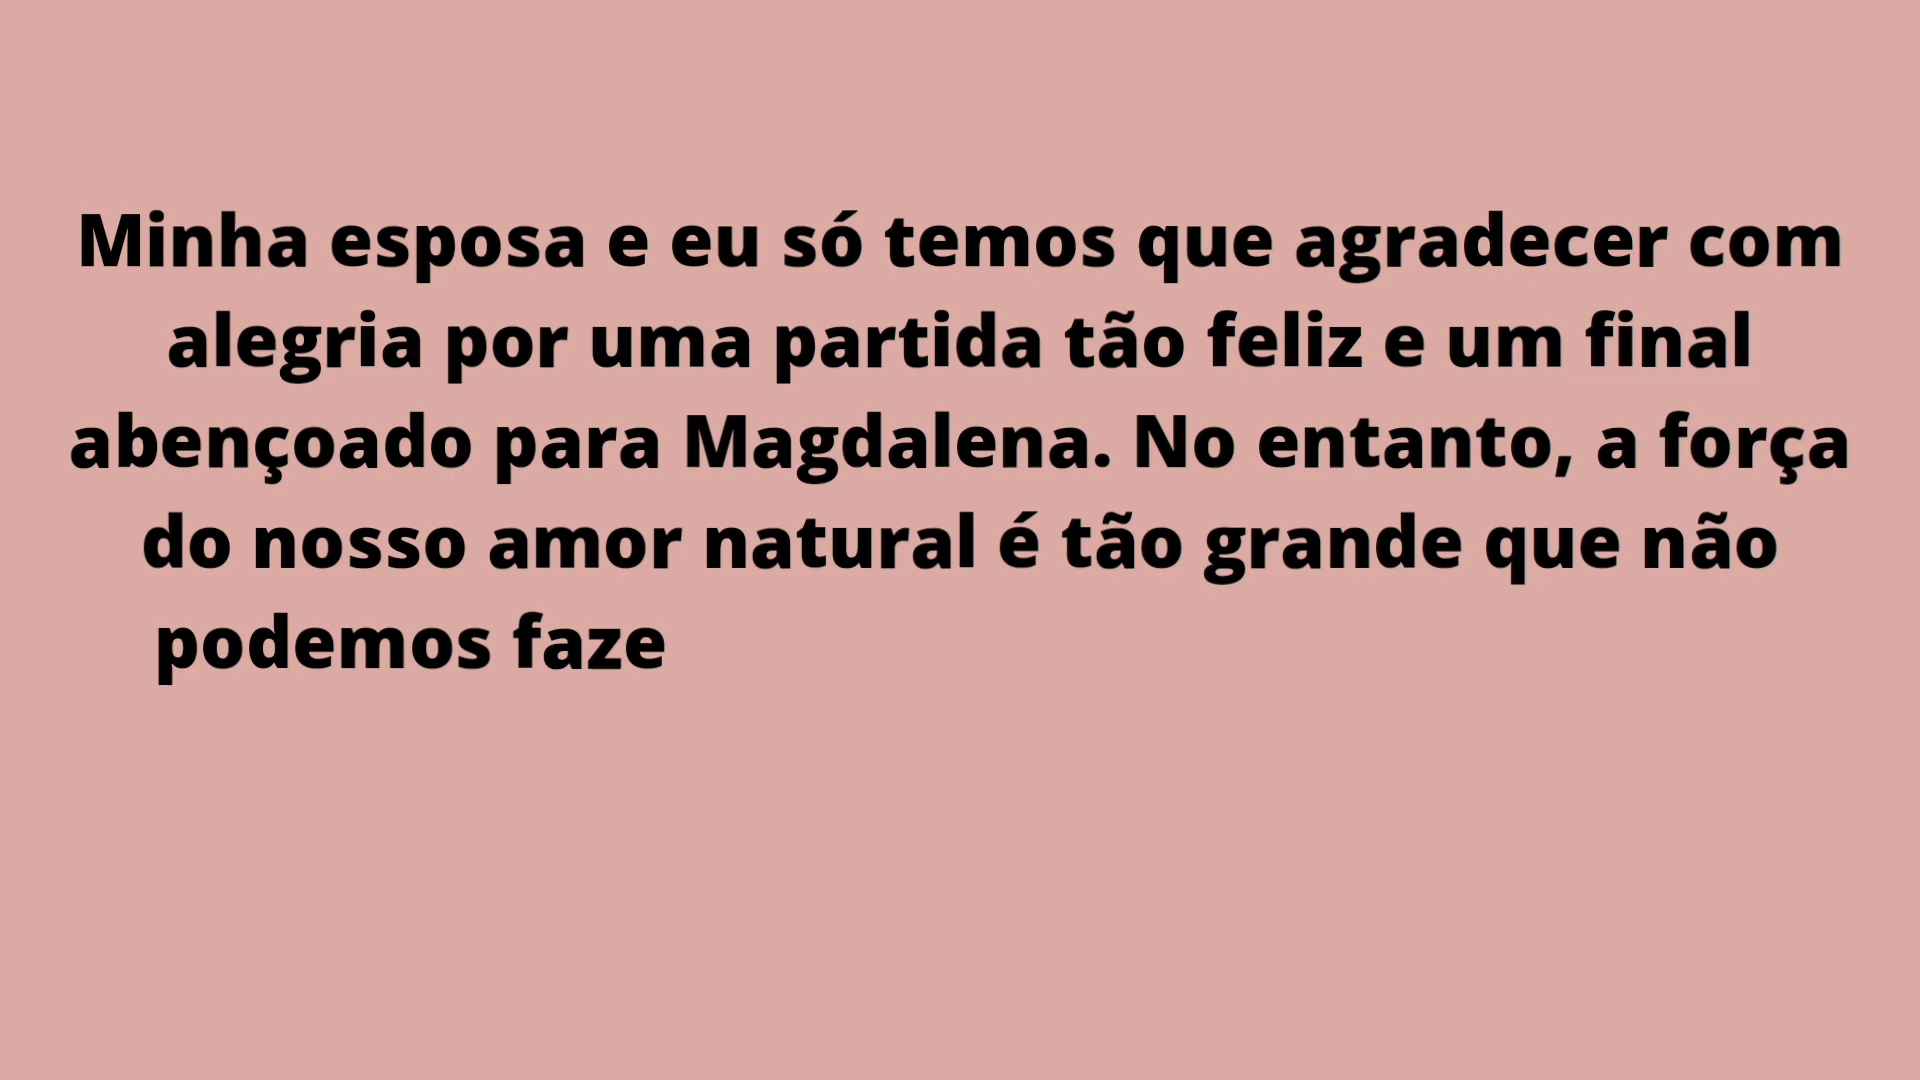 Minha esposa e eu só temos que agradecer com
alegria por uma partida tão feliz e um final
abençoado para Magdalena. No entanto, a força
do nosso amor natural é tão grande que não
podemos faze